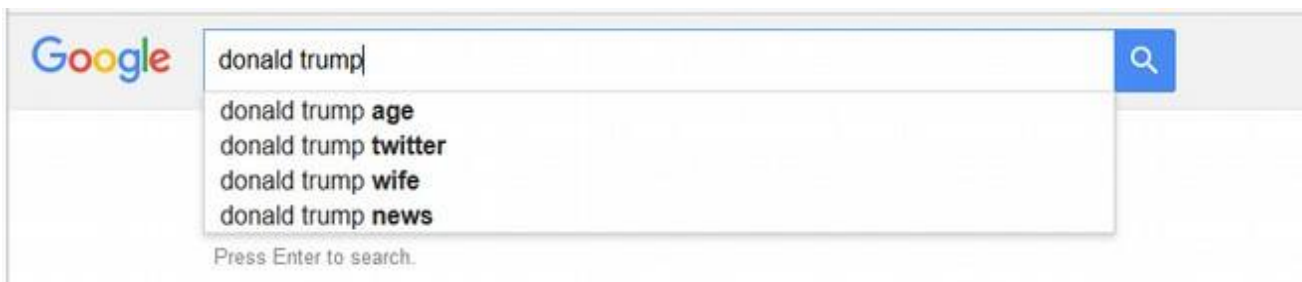 Google donald trump
donald trump age
donald trump twitter
donald trump wife
donald trump news
Press Enter to search.